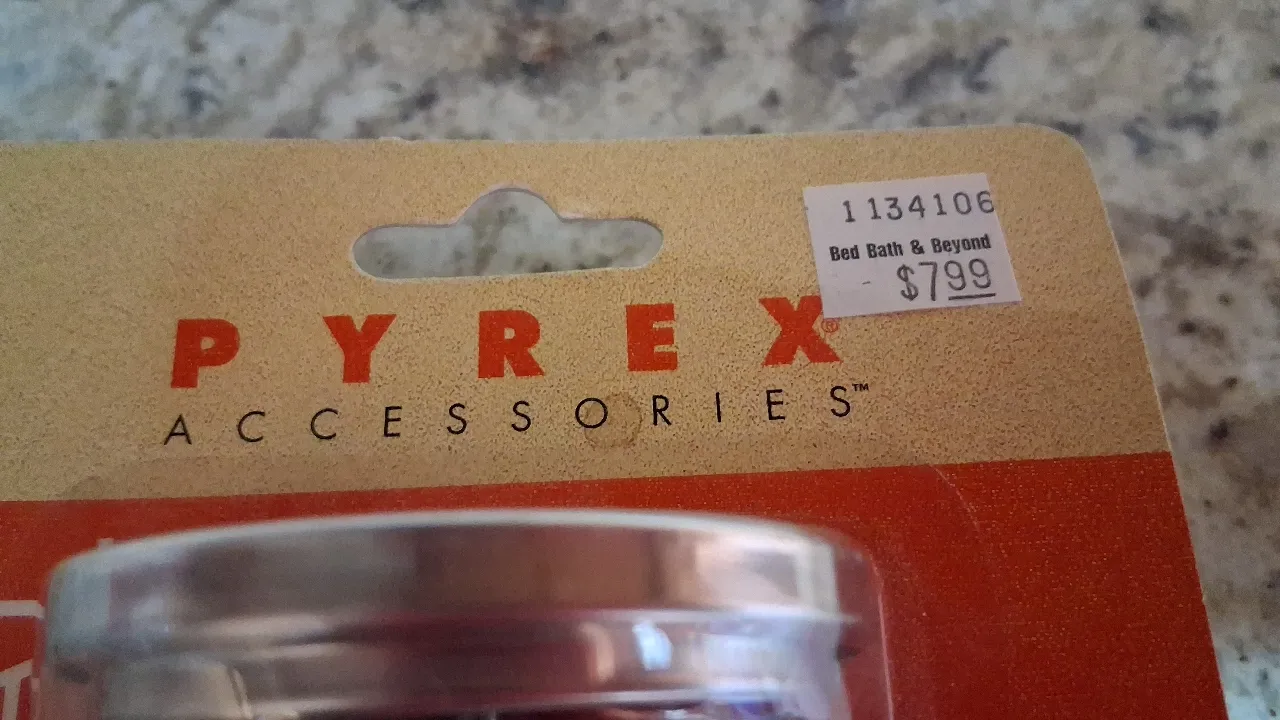 1134106
Bed Bath & Beyond
$799
PYREX®
ACCESSORIES™